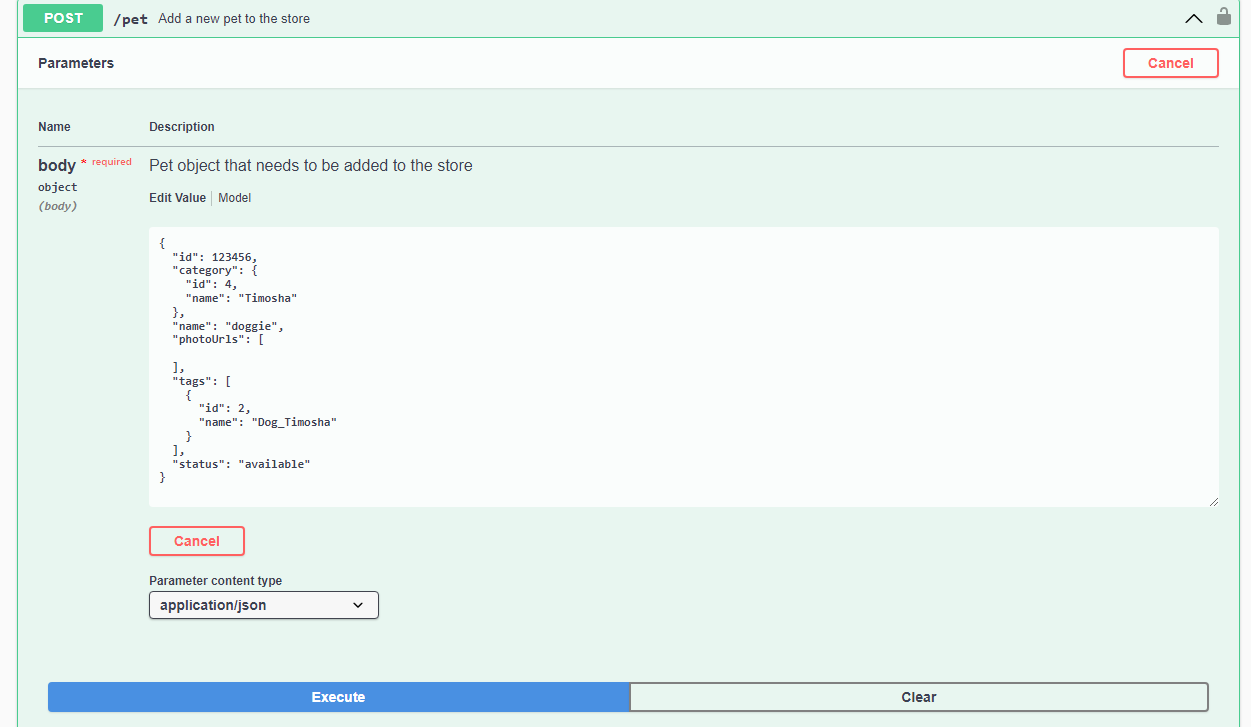 POST /pet Add a new pet to the store
Parameters Cancel
Name Description
body * required Pet object that needs to be added to the store
object
(body)
Edit Value Model
{
  "id": 123456,
  "category": {
    "id": 4,
    "name": "Timosha"
  },
  "name": "doggie",
  "photoUrls": [
  ],
  "tags": [
    {
      "id": 2,
      "name": "Dog_Timosha"
    }
  ],
  "status": "available"
}
Cancel
Parameter content type
application/json
Execute Clear